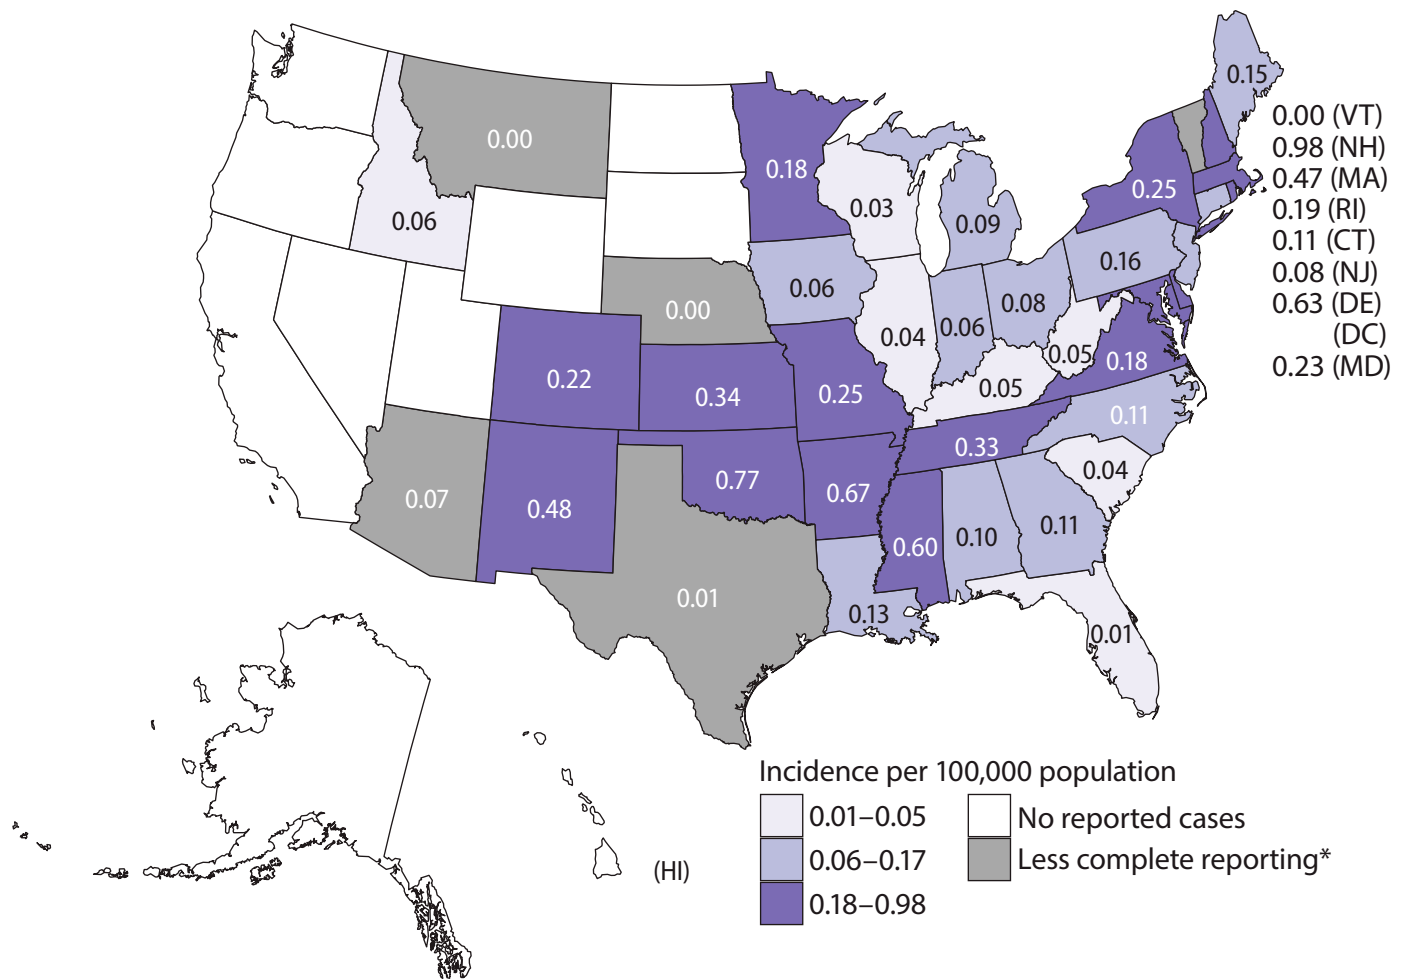 0.15
0.00 (VT)
0.98 (NH)
0.47 (MA)
0.19 (RI)
0.11 (CT)
0.08 (NJ)
0.63 (DE)
(DC)
0.23 (MD)
0.00
0.18
0.25
0.06
0.03
0.09
0.16
0.06
0.00
0.04
0.06
0.08
0.05
0.18
0.22
0.34
0.25
0.05
0.11
0.33
0.07
0.48
0.77
0.67
0.04
0.60
0.10
0.11
0.01
0.13
0.01
(HI)
Incidence per 100,000 population
0.01–0.05
0.06–0.17
0.18–0.98
No reported cases
Less complete reporting*